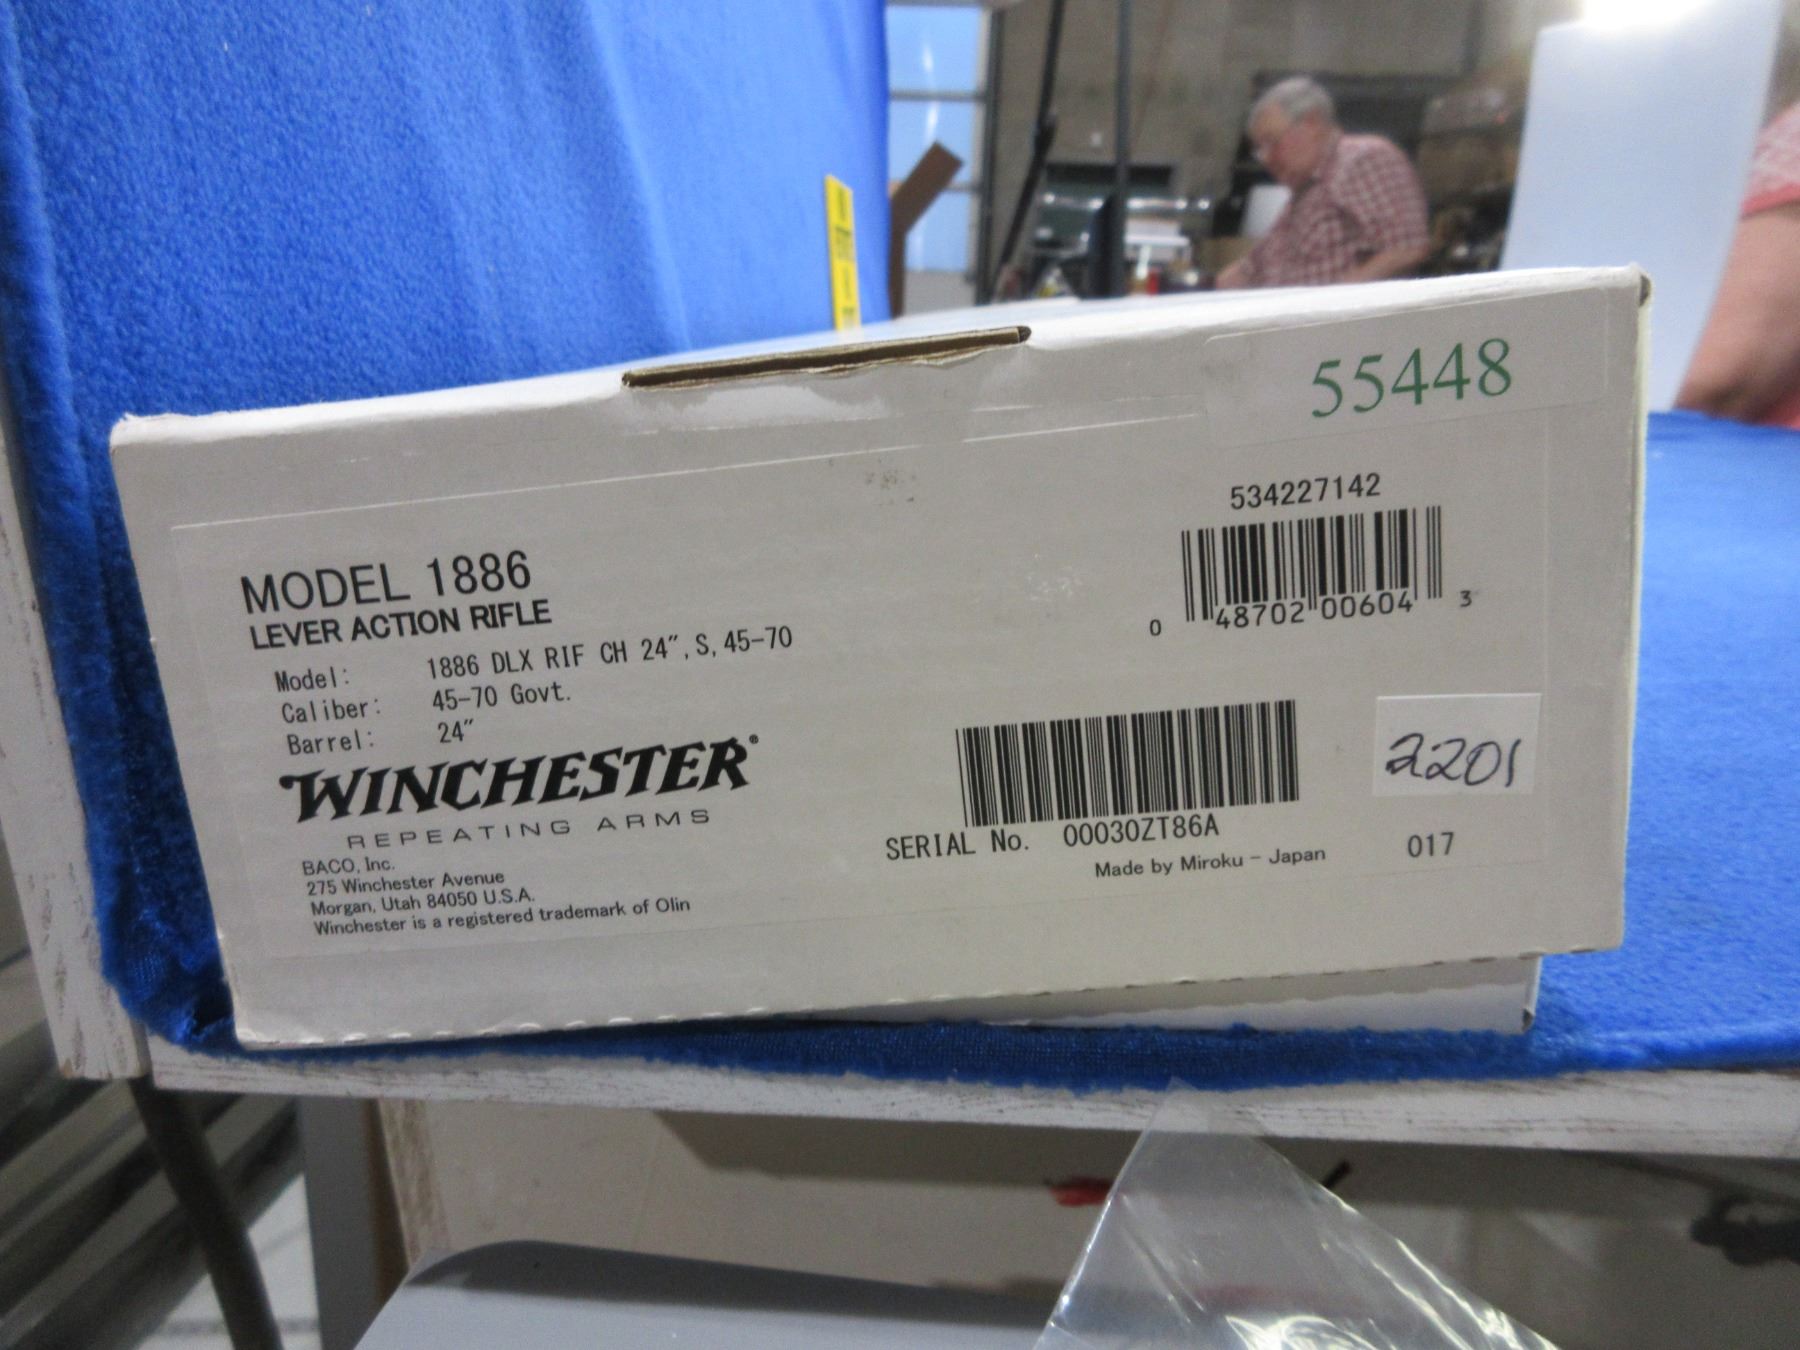 55448
534227142
0 48702 00604 3
MODEL 1886
LEVER ACTION RIFLE
Model: 1886 DLX RIF CH 24", S, 45-70
Caliber: 45-70 Govt.
Barrel: 24"
WINCHESTER®
REPEATING ARMS
BACO, Inc.
275 Winchester Avenue
Morgan, Utah 84050 U.S.A.
Winchester is a registered trademark of Olin
SERIAL No. 00030ZT86A
Made by Miroku - Japan
2201
017